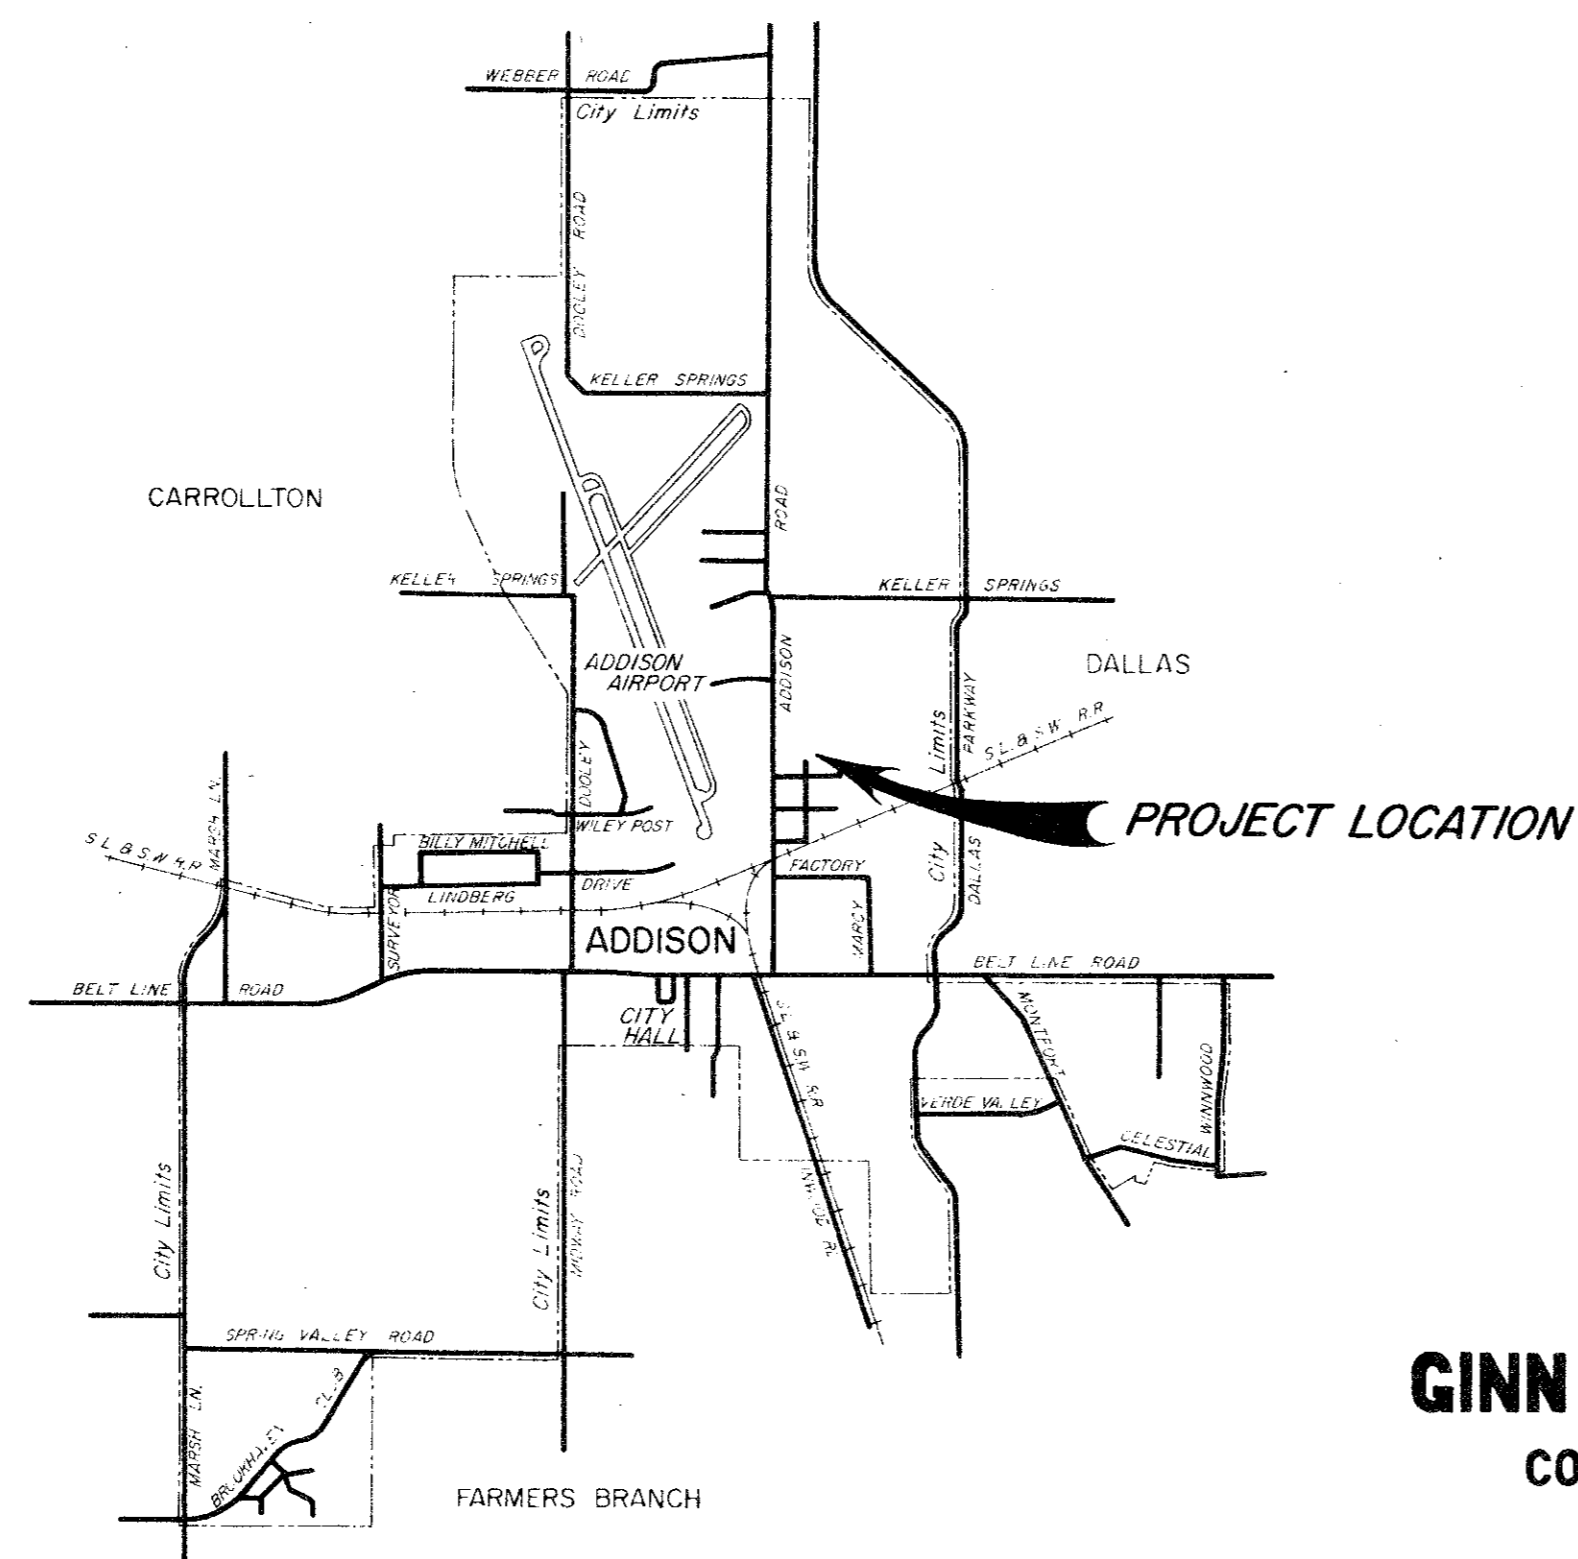 WEBBER ROAD
City Limits
DOOLEY ROAD
KELLER SPRINGS
CARROLLTON
ROAD
KELLER SPRINGS
KELLER SPRINGS
ADDISON
AIRPORT
ADDISON
DALLAS
City Limits
PARKWAY
S.L. & S.W. R.R
DOOLEY
WILEY POST
PROJECT LOCATION
MARSH LN.
S L & S.W R.R
BILLY MITCHELL
LINDBERG
DRIVE
SURVEYOR
FACTORY
MARCY
DALLAS
ADDISON
BELT LINE ROAD
BELT LINE ROAD
CITY
HALL
S L & S.W R.R
MONTFORT
WINNWOOD
VERDE VALLEY
CELESTIAL
City Limits
City Limits
MIDWAY ROAD
SPRING VALLEY ROAD
MARSH LN.
BROOKHAVEN
FARMERS BRANCH
GINN
CO